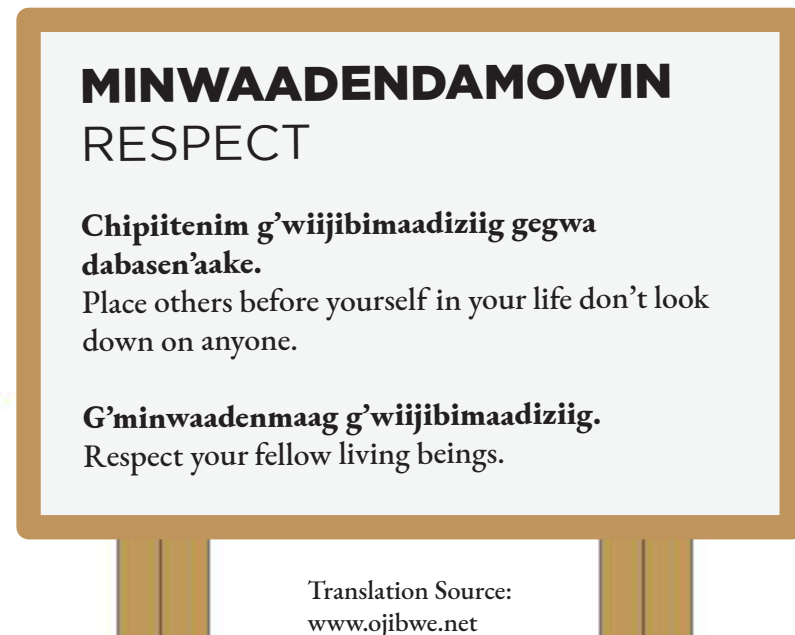 MINWAADENDAMOWIN
RESPECT
Chipiitenim g’wiijibimaadiziig gegwa
dabasen’aake.
Place others before yourself in your life don’t look
down on anyone.
G’minwaadenmaag g’wiijibimaadiziig.
Respect your fellow living beings.
Translation Source:
www.ojibwe.net